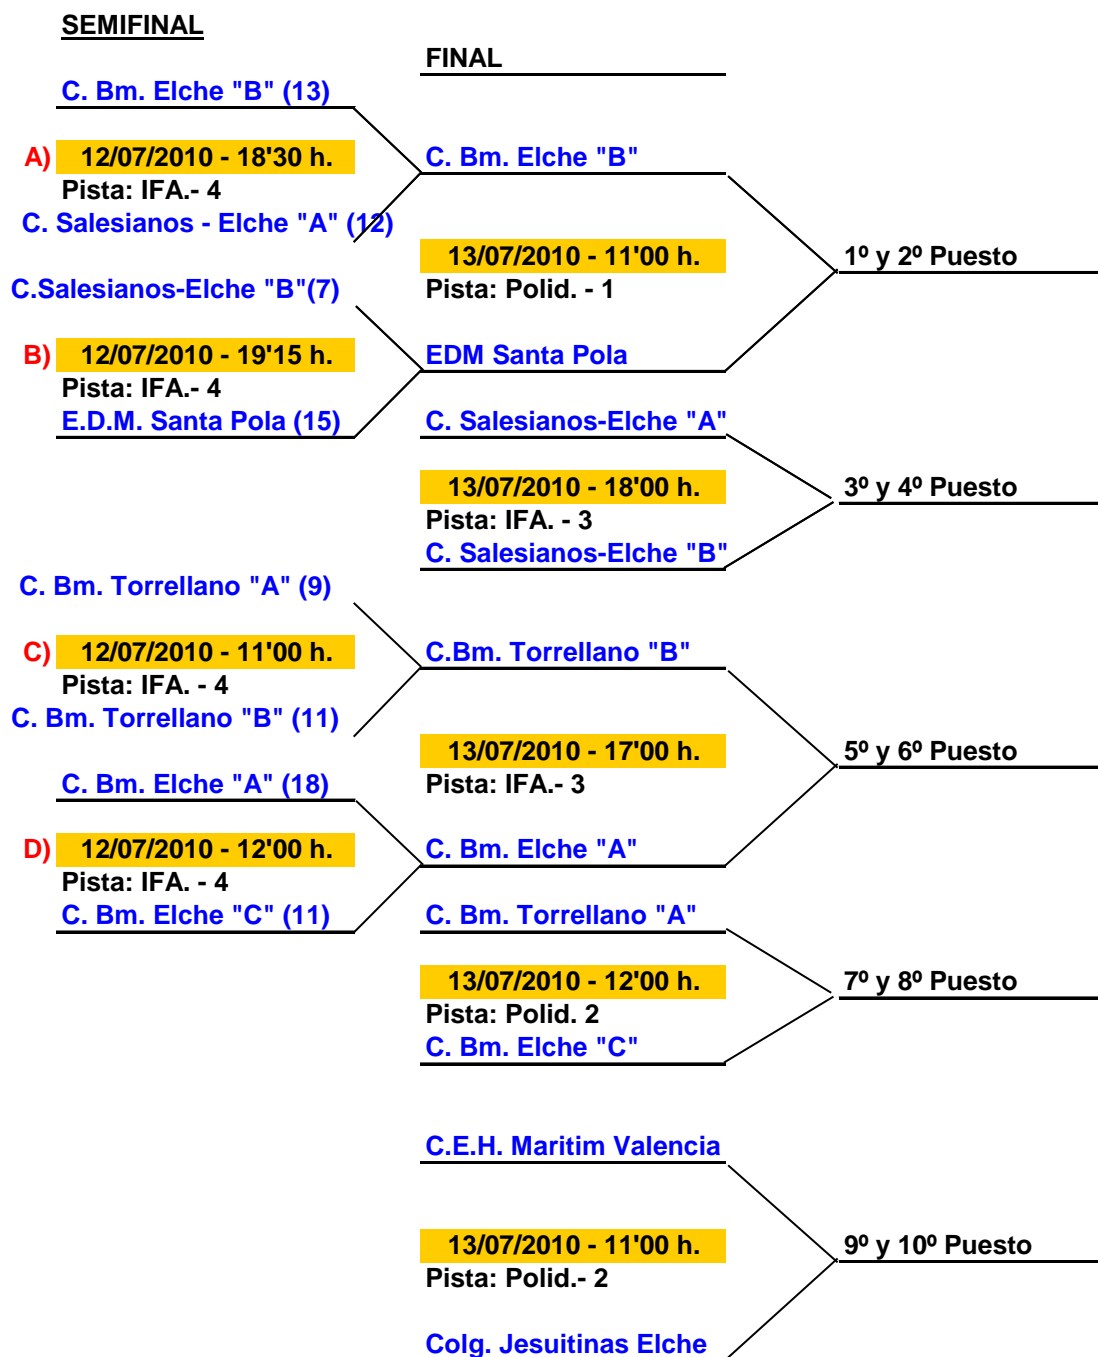 SEMIFINAL
FINAL
C. Bm. Elche "B" (13)
A) 12/07/2010 - 18'30 h.
C. Bm. Elche "B"
Pista: IFA.- 4
C. Salesianos - Elche "A" (12)
13/07/2010 - 11'00 h.
1º y 2º Puesto
C.Salesianos-Elche "B"(7)
Pista: Polid. - 1
B) 12/07/2010 - 19'15 h.
EDM Santa Pola
Pista: IFA.- 4
E.D.M. Santa Pola (15)
C. Salesianos-Elche "A"
13/07/2010 - 18'00 h.
3º y 4º Puesto
Pista: IFA. - 3
C. Salesianos-Elche "B"
C. Bm. Torrellano "A" (9)
C) 12/07/2010 - 11'00 h.
C.Bm. Torrellano "B"
Pista: IFA. - 4
C. Bm. Torrellano "B" (11)
13/07/2010 - 17'00 h.
5º y 6º Puesto
C. Bm. Elche "A" (18)
Pista: IFA.- 3
D) 12/07/2010 - 12'00 h.
C. Bm. Elche "A"
Pista: IFA. - 4
C. Bm. Elche "C" (11)
C. Bm. Torrellano "A"
13/07/2010 - 12'00 h.
7º y 8º Puesto
Pista: Polid. 2
C. Bm. Elche "C"
C.E.H. Maritim Valencia
13/07/2010 - 11'00 h.
9º y 10º Puesto
Pista: Polid.- 2
Colg. Jesuitinas Elche